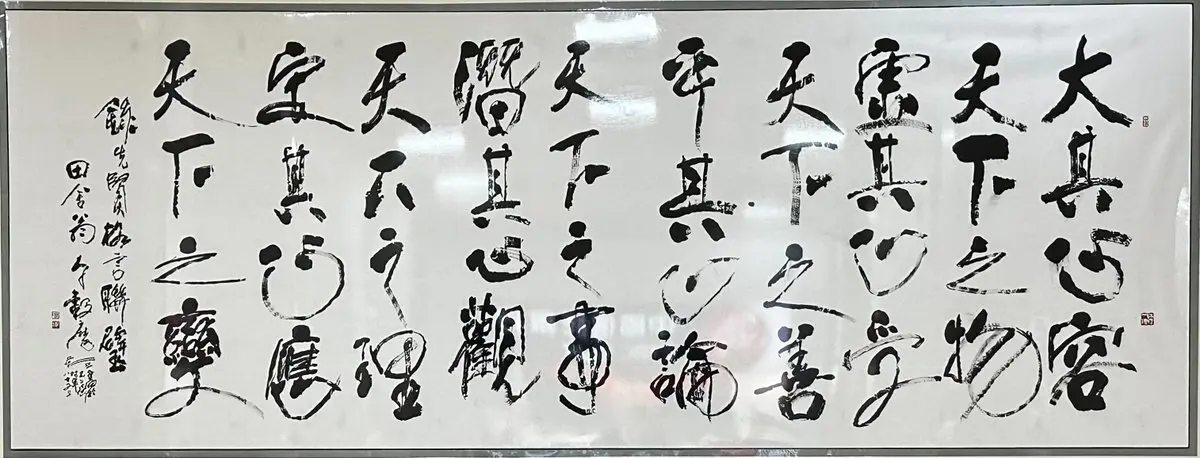 大其心容
天下之物
虛其心受
天下之善
平其心論
天下之事
潛其心觀
天下之理
定其心應
天下之變
錄先賢格言聯璧
田舍翁